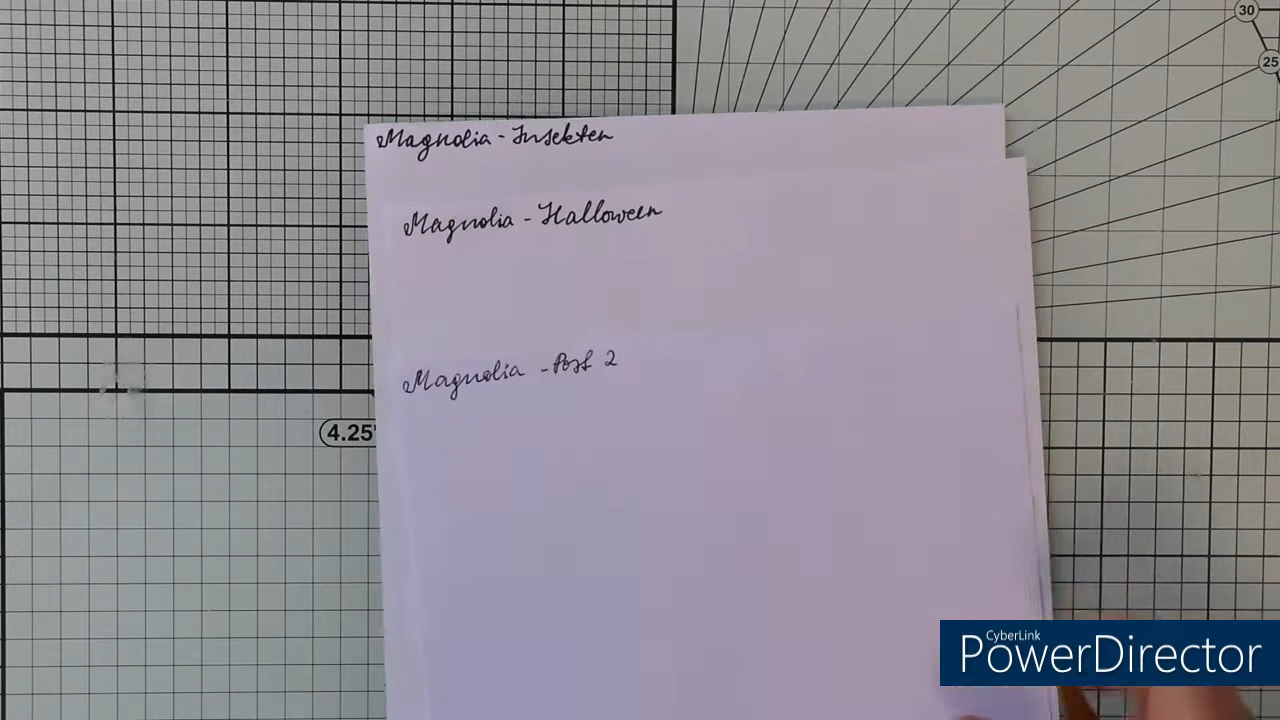 30
25
Magnolia - Insekten
Magnolia - Halloween
Magnolia - Post 2
4.25"
CyberLink
PowerDirector